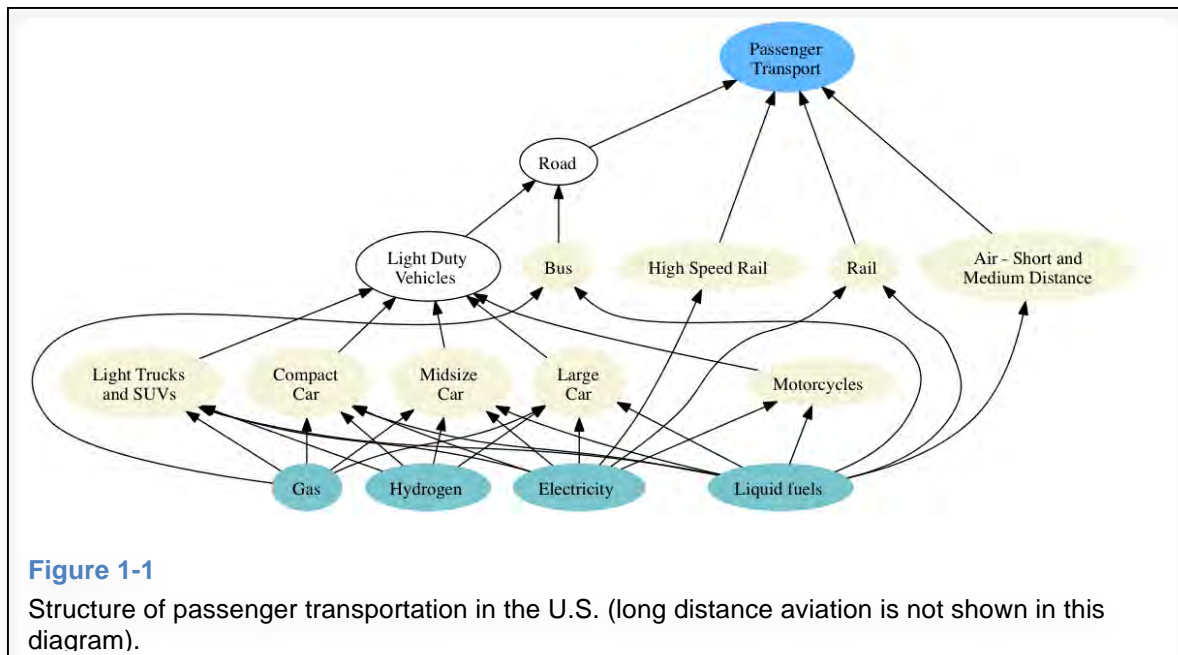 Passenger
Transport
Road
Light Duty
Vehicles
Bus
High Speed Rail
Rail
Air - Short and
Medium Distance
Light Trucks
and SUVs
Compact
Car
Midsize
Car
Large
Car
Motorcycles
Gas
Hydrogen
Electricity
Liquid fuels
Figure 1-1
Structure of passenger transportation in the U.S. (long distance aviation is not shown in this
diagram).